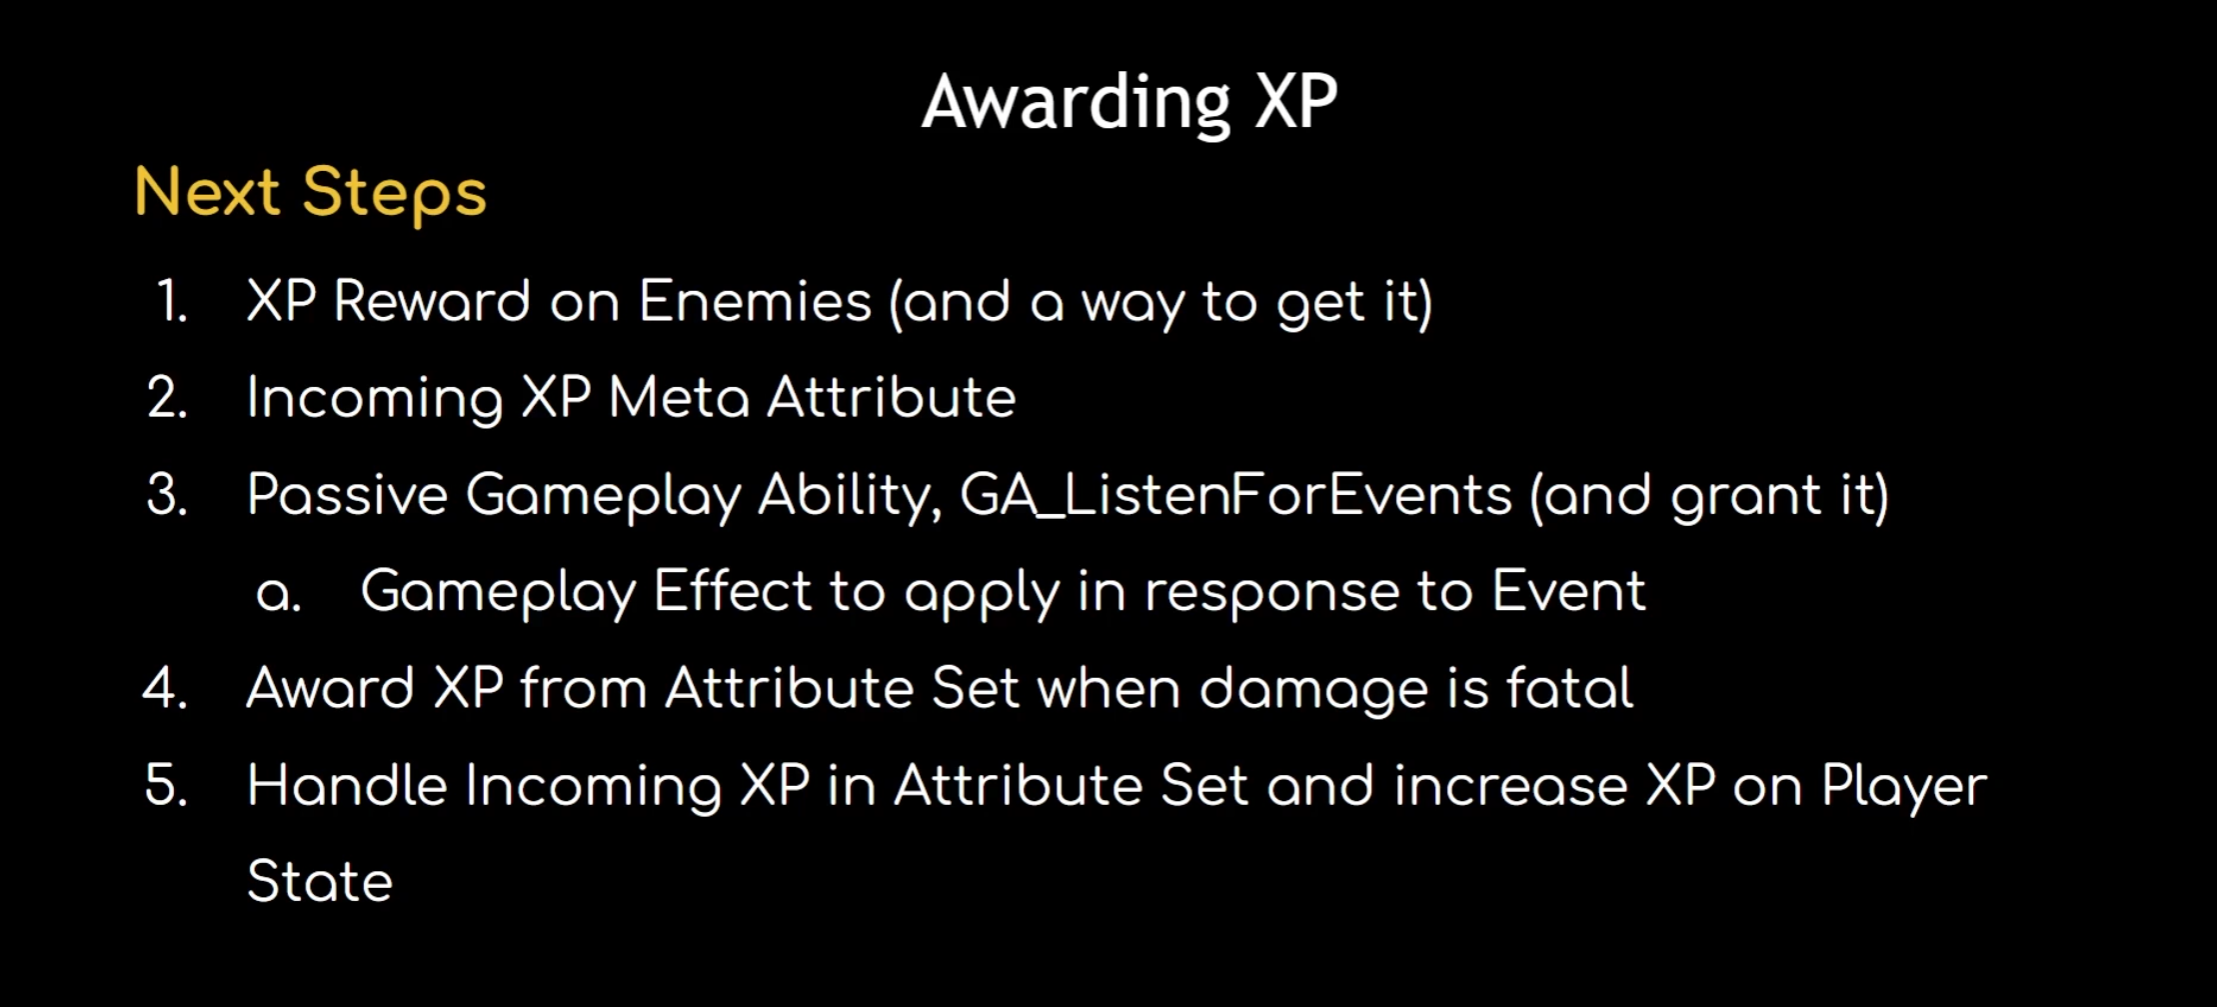 Awarding XP
Next Steps
1. XP Reward on Enemies (and a way to get it)
2. Incoming XP Meta Attribute
3. Passive Gameplay Ability, GA_ListenForEvents (and grant it)
a. Gameplay Effect to apply in response to Event
4. Award XP from Attribute Set when damage is fatal
5. Handle Incoming XP in Attribute Set and increase XP on Player
State